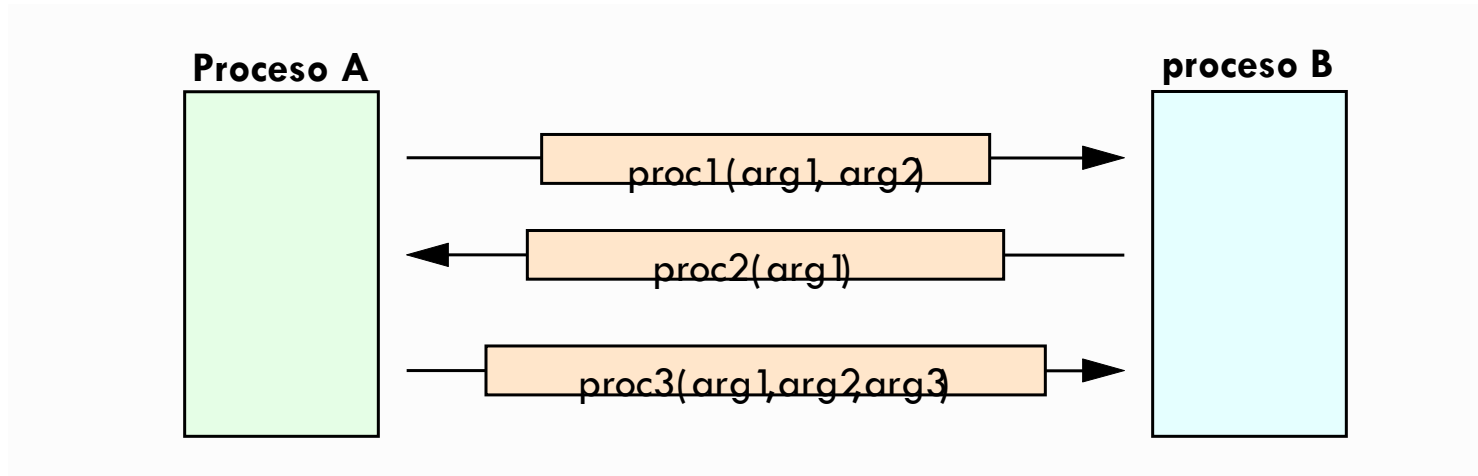 Proceso A
proceso B
proc1(arg1, arg2)
proc2(arg1)
proc3(arg1,arg2,arg3)